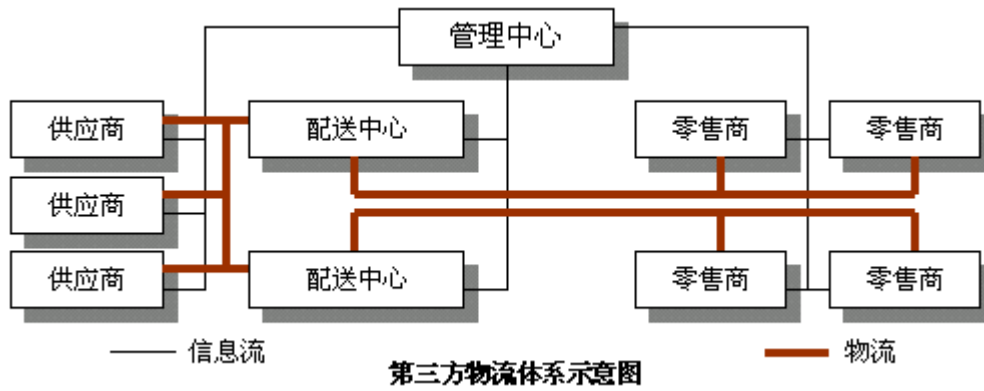 管理中心
供应商
配送中心
零售商
零售商
供应商
供应商
配送中心
零售商
零售商
信息流
物流
第三方物流体系示意图